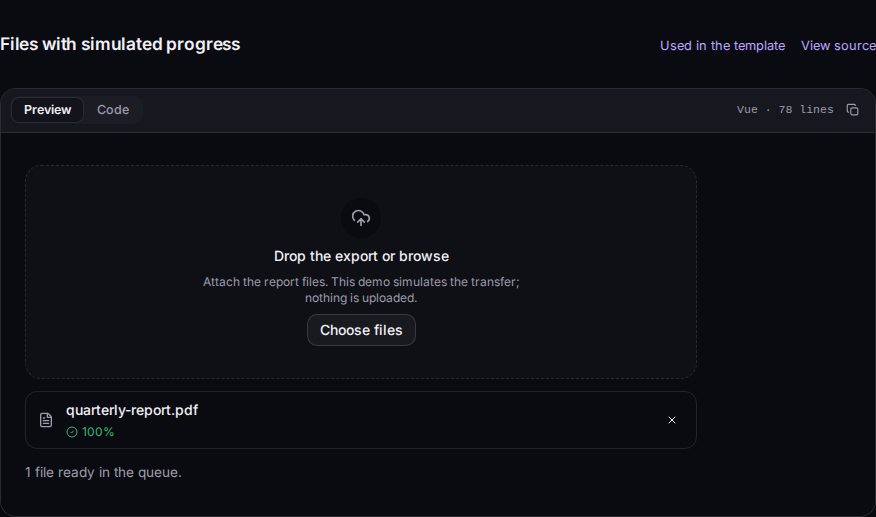 Files with simulated progress
Used in the template
View source
Preview
Code
Vue · 78 lines
Drop the export or browse
Attach the report files. This demo simulates the transfer;
nothing is uploaded.
Choose files
quarterly-report.pdf
100%
1 file ready in the queue.